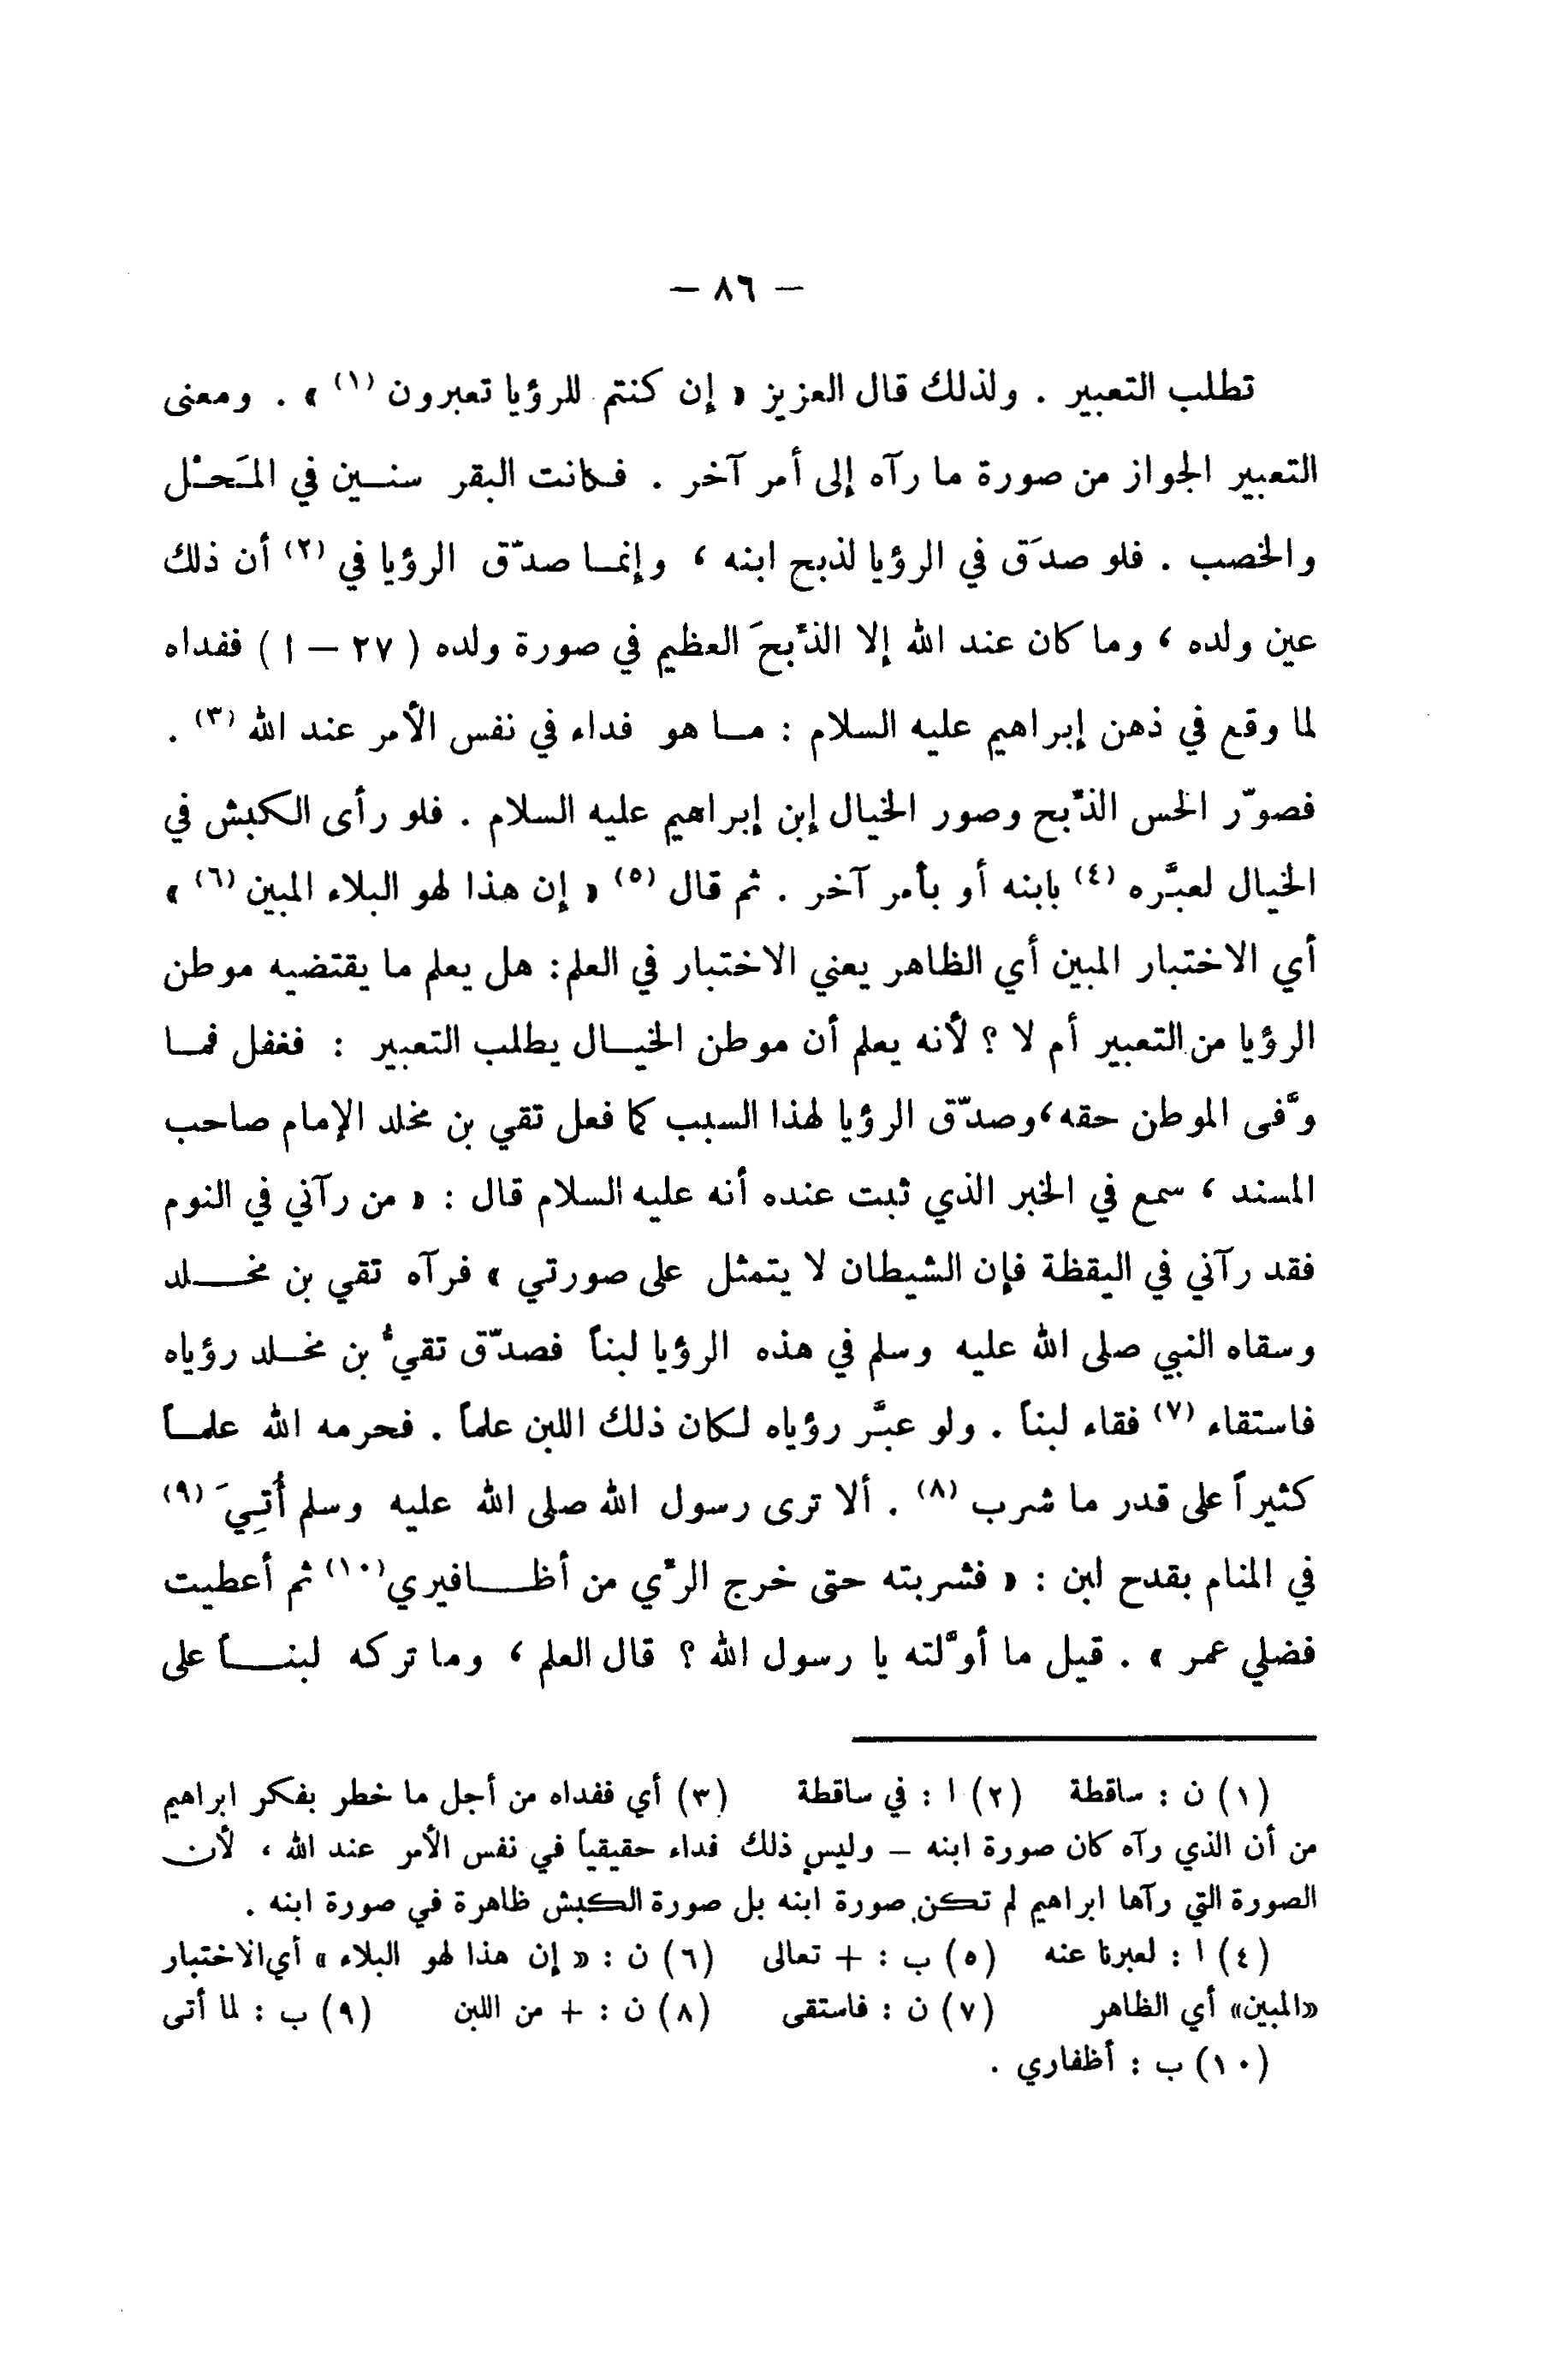 — ٨٦ —
تطلب التعبير . ولذلك قال العزيز « إن كنتم للرؤيا تعبرون (١) » . ومعنى
التعبير الجواز من صورة ما رآه إلى أمر آخر . فكانت البقر سنين في المَحْل
والخصب . فلو صدَق في الرؤيا لذبح ابنه ، وإنما صدّق الرؤيا في (٢) أن ذلك
عين ولده ، وما كان عند الله إلا الذِّبحَ العظيم في صورة ولده ( ٢٧ – ا ) ففداه
لما وقع في ذهن إبراهيم عليه السلام : ما هو فداء في نفس الأمر عند الله (٣) .
فصوّر الحس الذِّبح وصور الخيال إبن إبراهيم عليه السلام . فلو رأى الكبش في
الخيال لعبَّره (٤) بابنه أو بأمر آخر . ثم قال (٥) « إن هذا لهو البلاء المبين (٦) »
أي الاختبار المبين أي الظاهر يعني الاختبار في العلم: هل يعلم ما يقتضيه موطن
الرؤيا من التعبير أم لا ؟ لأنه يعلم أن موطن الخيال يطلب التعبير : فغفل فما
وفَّى الموطن حقه، وصدّق الرؤيا لهذا السبب كما فعل تقي بن مخلد الإمام صاحب
المسند ، سمع في الخبر الذي ثبت عنده أنه عليه السلام قال : « من رآني في النوم
فقد رآني في اليقظة فإن الشيطان لا يتمثل على صورتي » فرآه تقي بن مخلد
وسقاه النبي صلى الله عليه وسلم في هذه الرؤيا لبناً فصدّق تقيُّ بن مخلد رؤياه
فاستقاء (٧) فقاء لبناً . ولو عبَّر رؤياه لكان ذلك اللبن علماً . فحرمه الله علماً
كثيراً على قدر ما شرب (٨) . ألا ترى رسول الله صلى الله عليه وسلم أُتِيَ (٩)
في المنام بقدح لبن : « فشربته حتى خرج الرِّي من أظافيري (١٠) ثم أعطيت
فضلي عمر » . قيل ما أوَّلته يا رسول الله ؟ قال العلم ، وما تركه لبناً على
(١) ن : ساقطة (٢) ا : في ساقطة (٣) أي ففداه من أجل ما خطر بفكر ابراهيم
من أن الذي رآه كان صورة ابنه – وليس ذلك فداء حقيقياً في نفس الأمر عند الله ، لأن
الصورة التي رآها ابراهيم لم تكن صورة ابنه بل صورة الكبش ظاهرة في صورة ابنه .
(٤) ا : لعبرنا عنه (٥) ب : + تعالى (٦) ن : « إن هذا لهو البلاء » أي الاختبار
«المبين» أي الظاهر (٧) ن : فاستقى (٨) ن : + من اللبن (٩) ب : لما أتى
(١٠) ب : أظفاري .